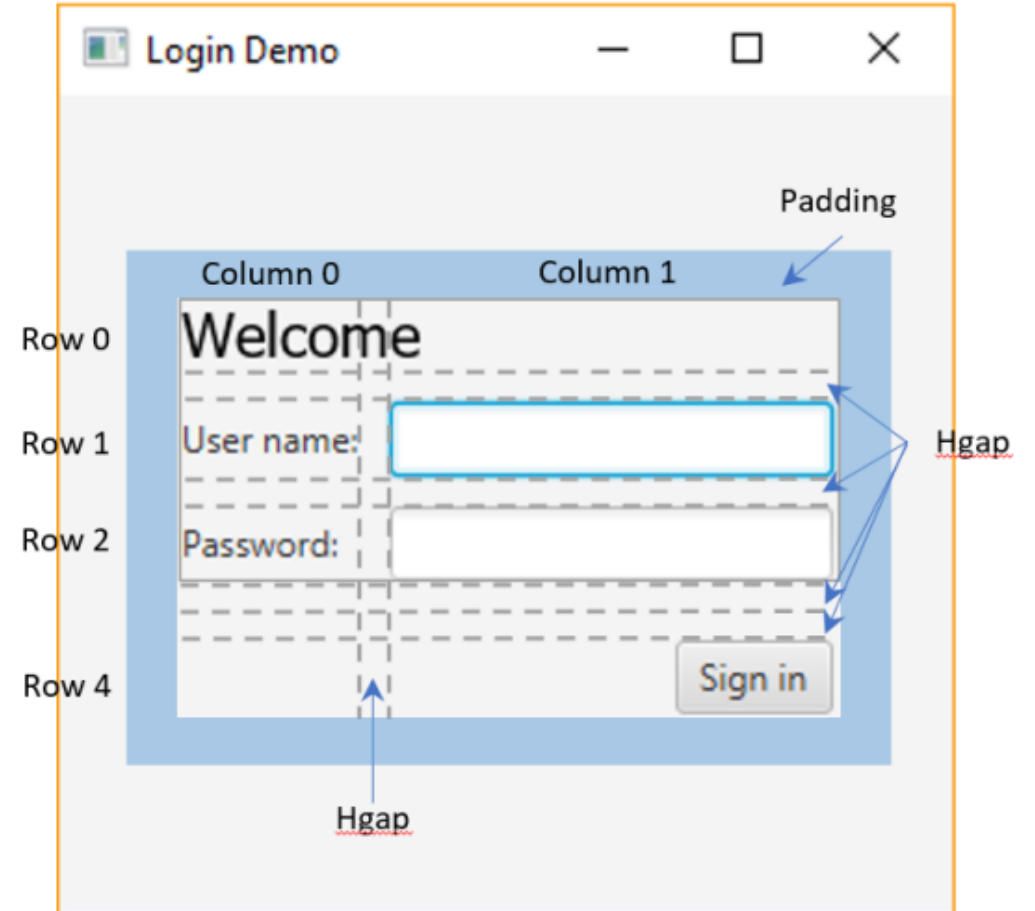 Login Demo
Padding
Column 0 Column 1
Row 0 Welcome
Row 1 User name: Hgap
Row 2 Password:
Row 4 Sign in
Hgap